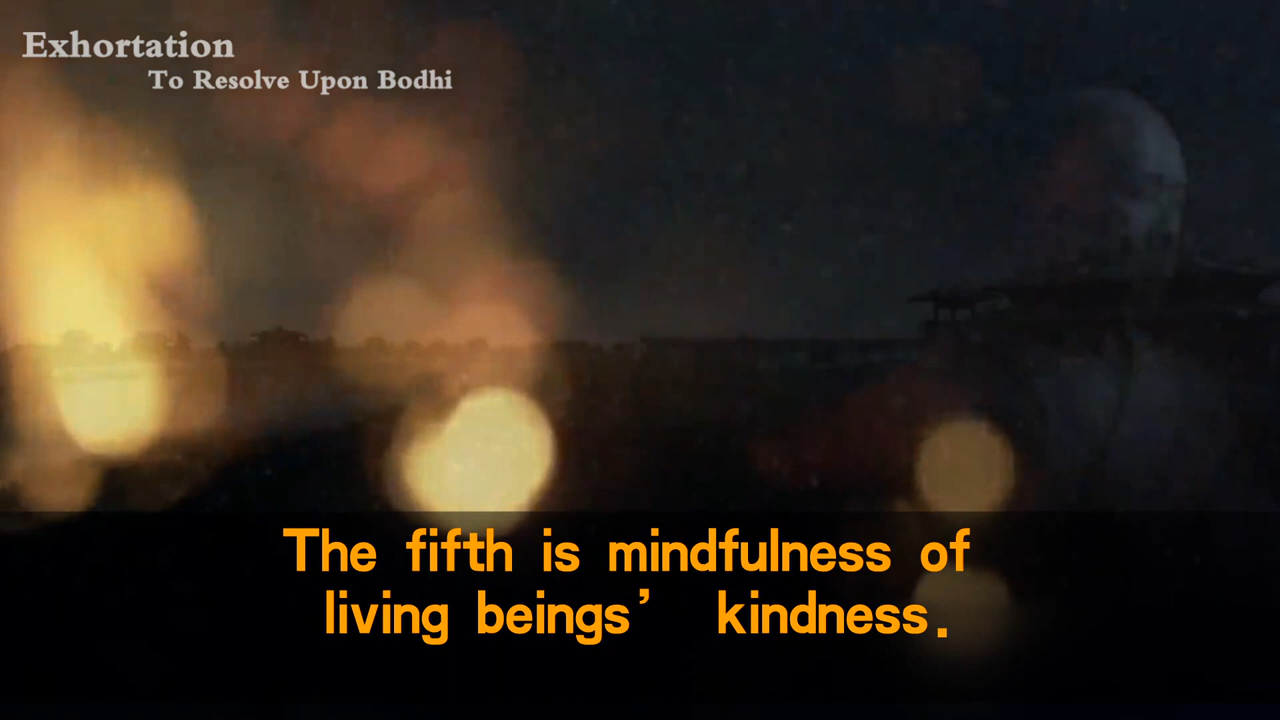 Exhortation
To Resolve Upon Bodhi
The fifth is mindfulness of
living beings’ kindness.